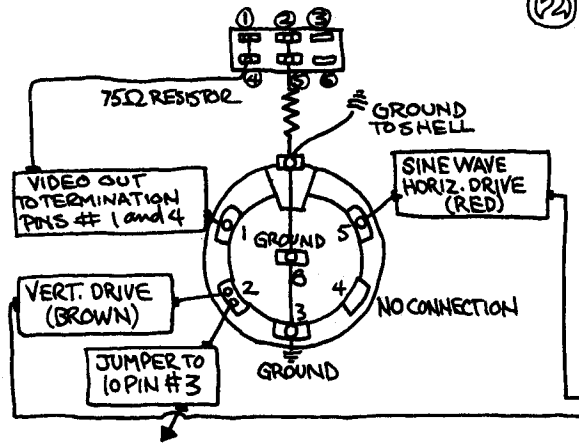 ① ② ③
72
④ ⑤ ⑥
75Ω RESISTOR
GROUND
TO SHELL
VIDEO OUT
TO TERMINATION
PINS # 1 and 4
SINE WAVE
HORIZ. DRIVE
(RED)
1
GROUND
5
6
2
4
VERT. DRIVE
(BROWN)
3
NO CONNECTION
JUMPER TO
10 PIN #3
GROUND